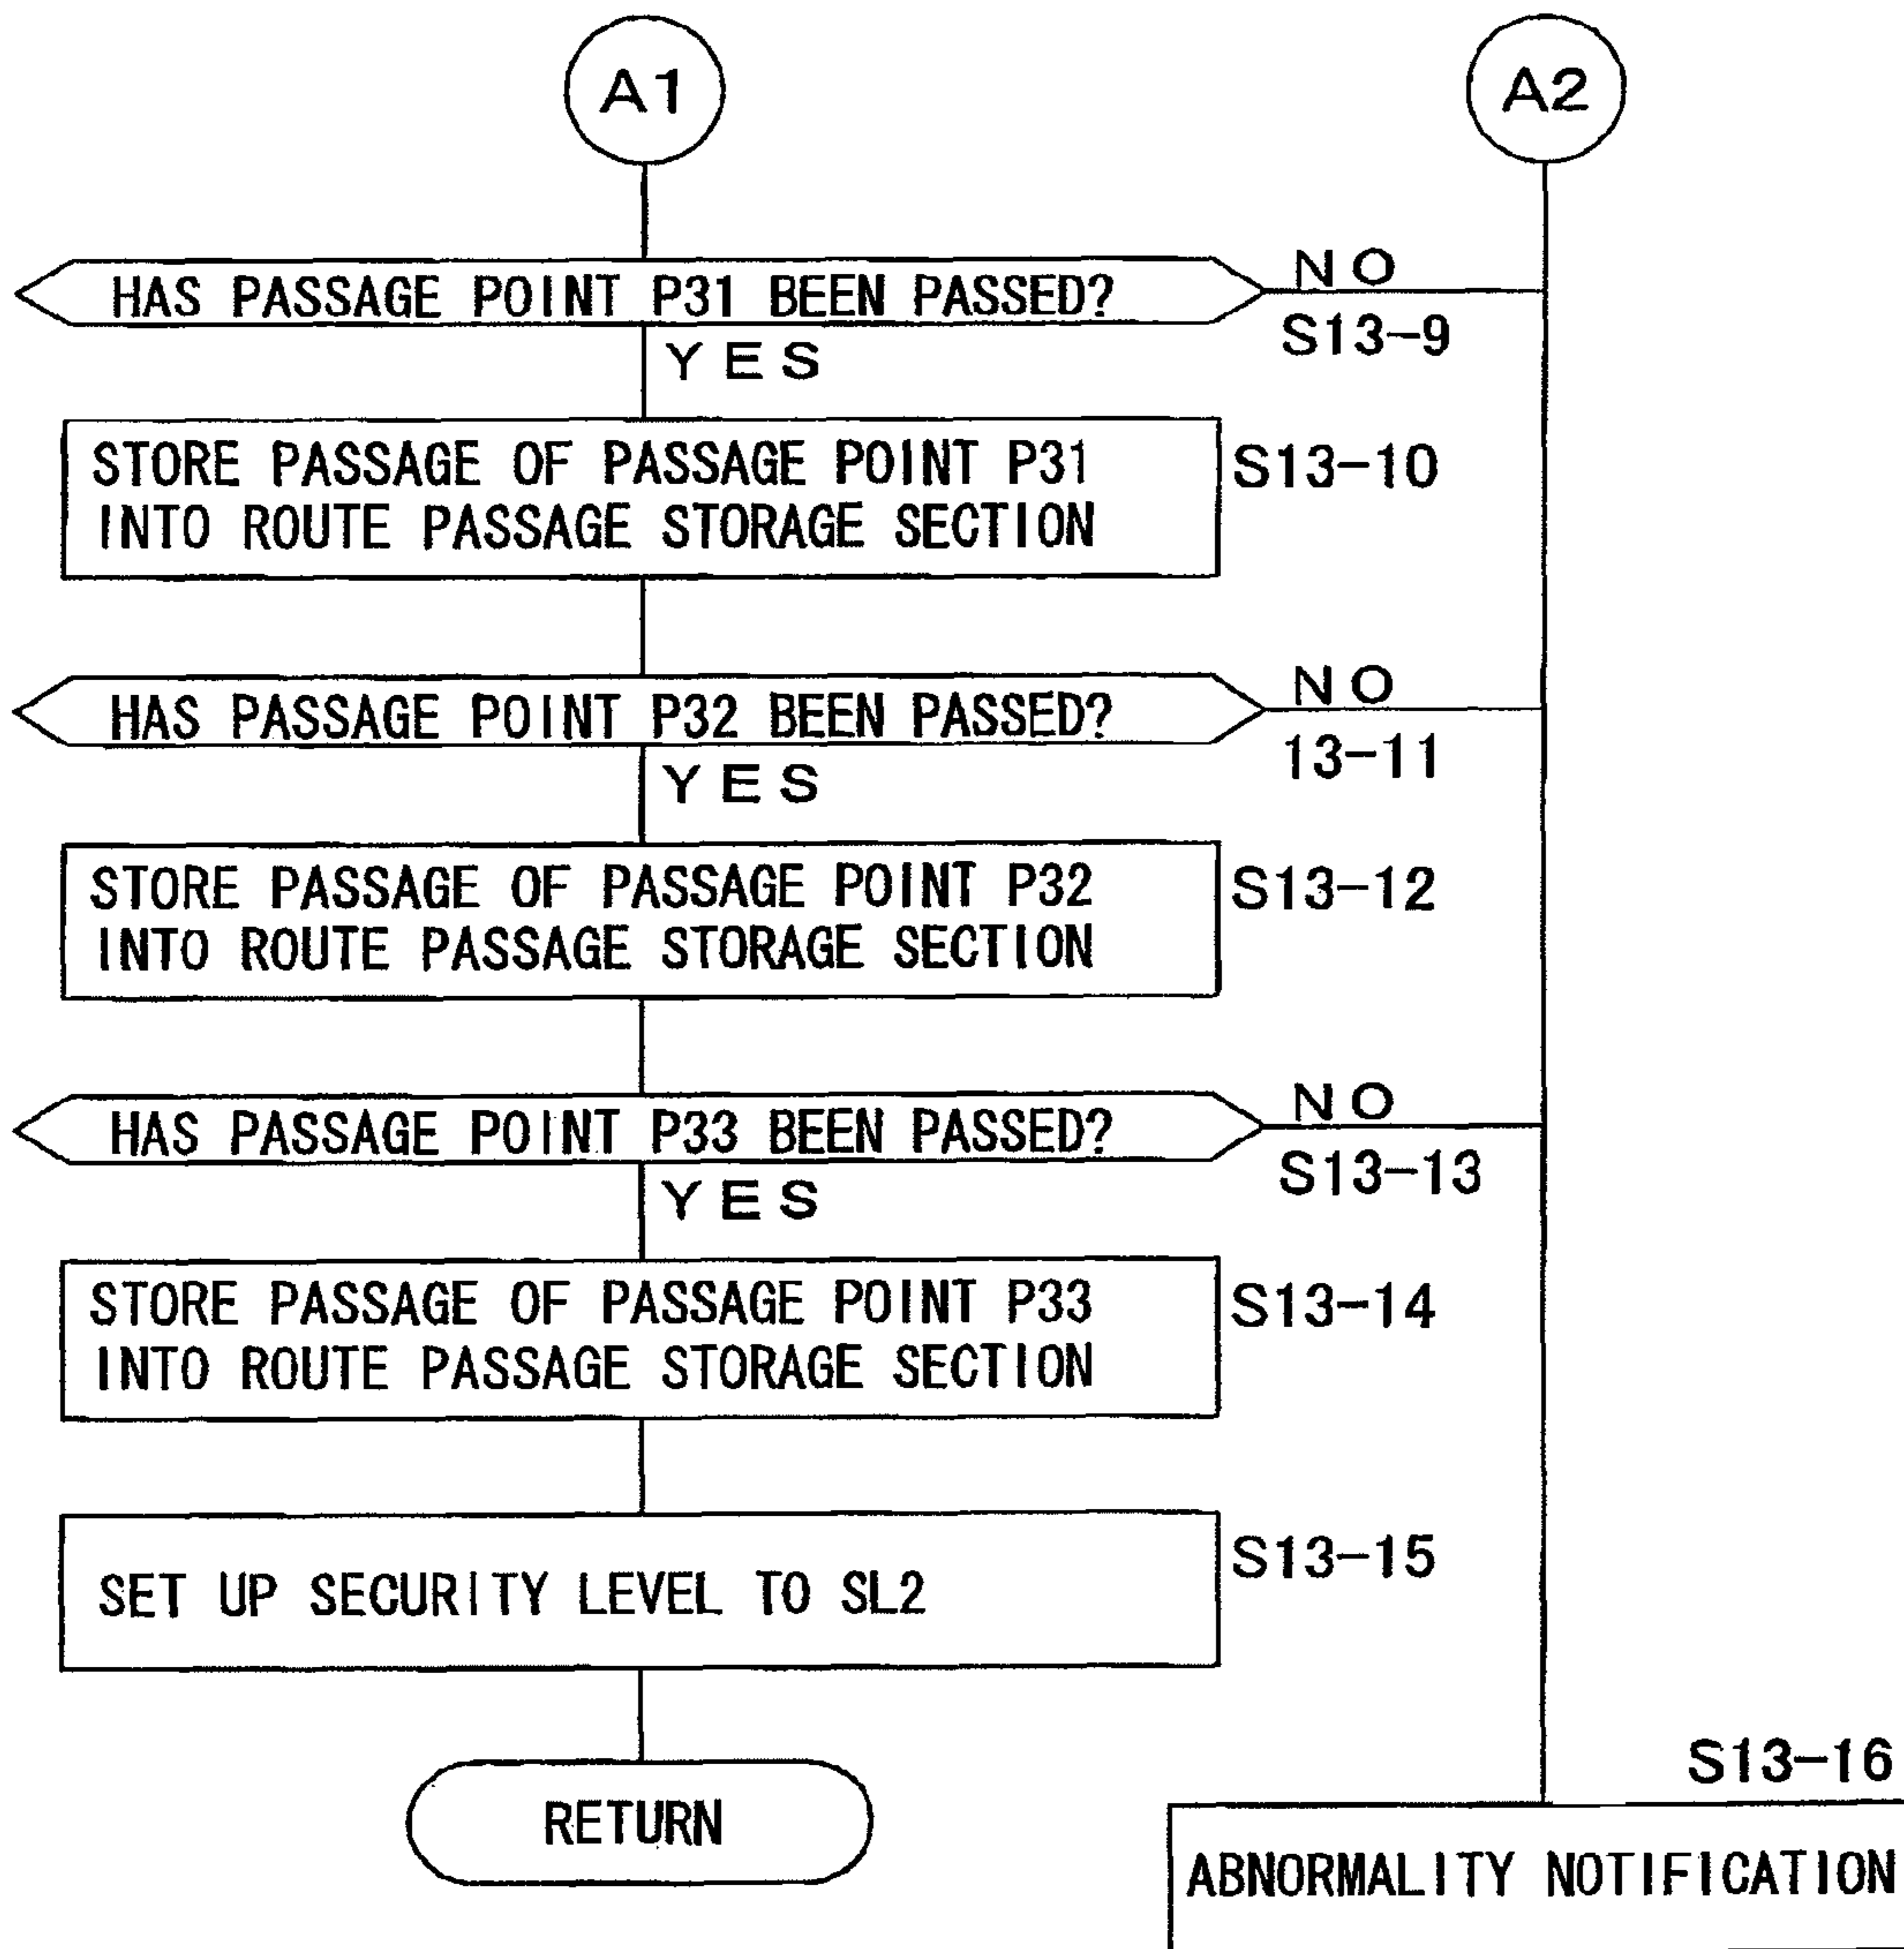 A1
A2
HAS PASSAGE POINT P31 BEEN PASSED?
NO
S13-9
YES
STORE PASSAGE OF PASSAGE POINT P31
INTO ROUTE PASSAGE STORAGE SECTION
S13-10
HAS PASSAGE POINT P32 BEEN PASSED?
NO
13-11
YES
STORE PASSAGE OF PASSAGE POINT P32
INTO ROUTE PASSAGE STORAGE SECTION
S13-12
HAS PASSAGE POINT P33 BEEN PASSED?
NO
S13-13
YES
STORE PASSAGE OF PASSAGE POINT P33
INTO ROUTE PASSAGE STORAGE SECTION
S13-14
SET UP SECURITY LEVEL TO SL2
S13-15
RETURN
S13-16
ABNORMALITY NOTIFICATION